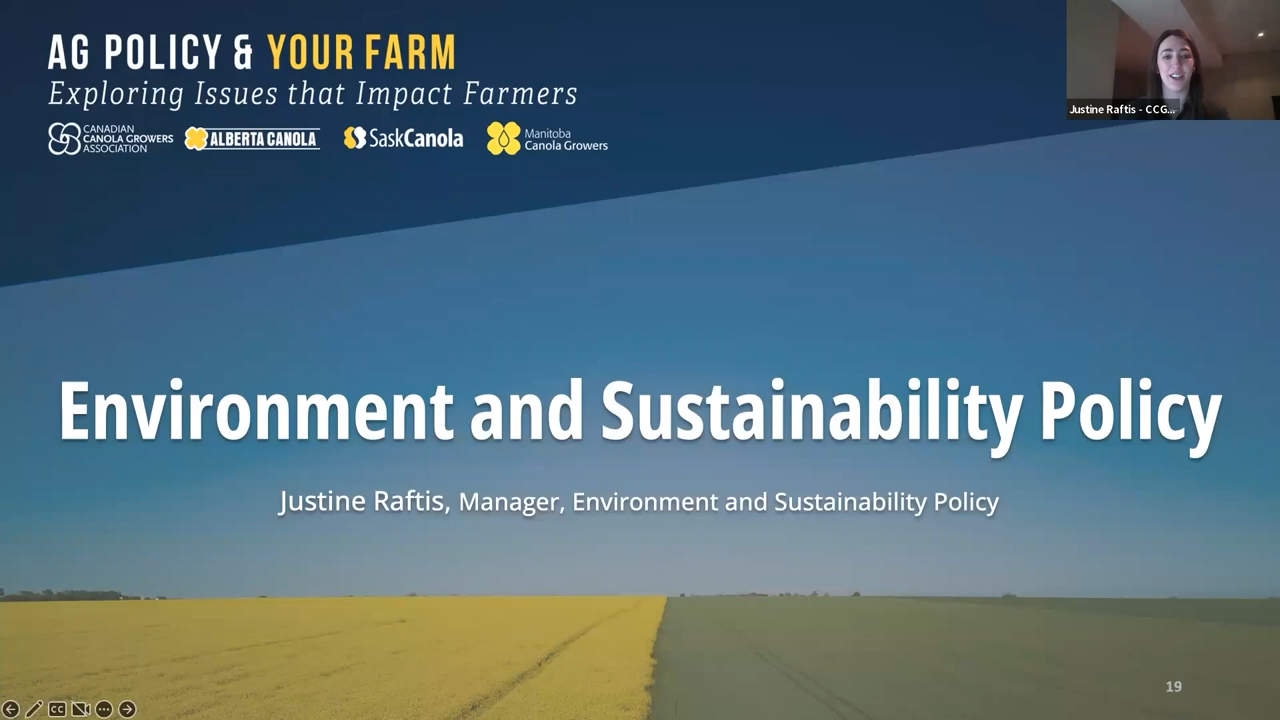 AG POLICY & YOUR FARM
Exploring Issues that Impact Farmers
CANADIAN
CANOLA GROWERS
ASSOCIATION
ALBERTA CANOLA
SaskCanola
Manitoba
Canola Growers
Justine Raftis - CCG...
Environment and Sustainability Policy
Justine Raftis, Manager, Environment and Sustainability Policy
19
CC